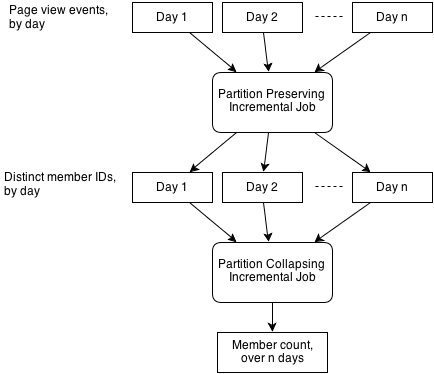 Page view events,
by day
Day 1
Day 2
Day n
Partition Preserving
Incremental Job
Distinct member IDs,
by day
Day 1
Day 2
Day n
Partition Collapsing
Incremental Job
Member count,
over n days